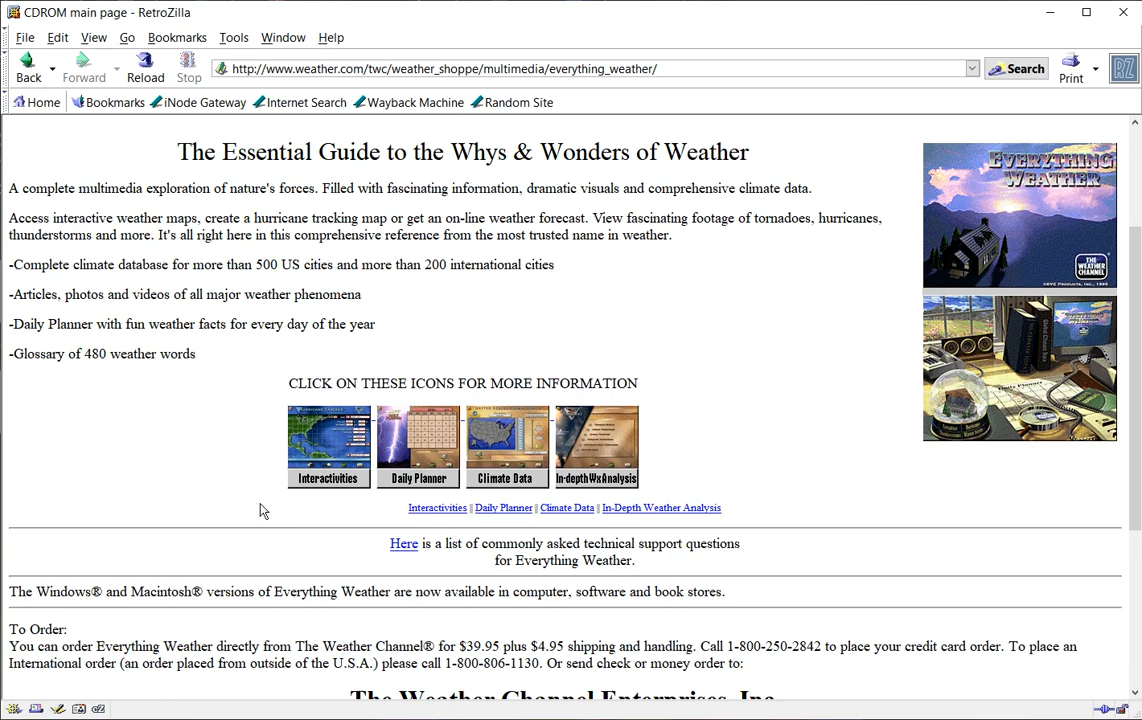 CDROM main page - RetroZilla
File Edit View Go Bookmarks Tools Window Help
Back Forward Reload Stop http://www.weather.com/twc/weather_shoppe/multimedia/everything_weather/ Search Print RZ
Home Bookmarks iNode Gateway Internet Search Wayback Machine Random Site
The Essential Guide to the Whys & Wonders of Weather
A complete multimedia exploration of nature's forces. Filled with fascinating information, dramatic visuals and comprehensive climate data.
Access interactive weather maps, create a hurricane tracking map or get an on-line weather forecast. View fascinating footage of tornadoes, hurricanes,
thunderstorms and more. It's all right here in this comprehensive reference from the most trusted name in weather.
-Complete climate database for more than 500 US cities and more than 200 international cities
-Articles, photos and videos of all major weather phenomena
-Daily Planner with fun weather facts for every day of the year
-Glossary of 480 weather words
EVERYTHING
WEATHER
THE
WEATHER
CHANNEL
CLICK ON THESE ICONS FOR MORE INFORMATION
Interactivities Daily Planner Climate Data In-depthWxAnalysis
Interactivities || Daily Planner || Climate Data || In-Depth Weather Analysis
Here is a list of commonly asked technical support questions
for Everything Weather.
The Windows® and Macintosh® versions of Everything Weather are now available in computer, software and book stores.
To Order:
You can order Everything Weather directly from The Weather Channel® for $39.95 plus $4.95 shipping and handling. Call 1-800-250-2842 to place your credit card order. To place an
International order (an order placed from outside of the U.S.A.) please call 1-800-806-1130. Or send check or money order to:
The Weather Channel Enterprises, Inc.